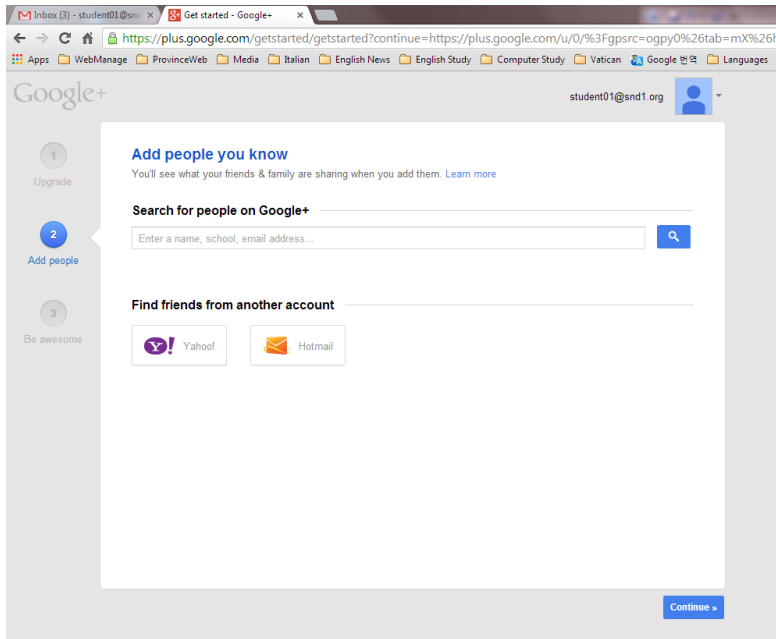 Inbox (3) - student01@sn
Get started - Google+
https://plus.google.com/getstarted/getstarted?continue=https://plus.google.com/u/0/%3Fgpsrc=ogpy0%26tab=mX%26h
Apps WebManage ProvinceWeb Media Italian English News English Study Computer Study Vatican Google 번역 Languages
Google+
student01@snd1.org
1
Upgrade
2
Add people
3
Be awesome
Add people you know
You'll see what your friends & family are sharing when you add them. Learn more
Search for people on Google+
Enter a name, school, email address...
Find friends from another account
Y! Yahoo!
Hotmail
Continue »